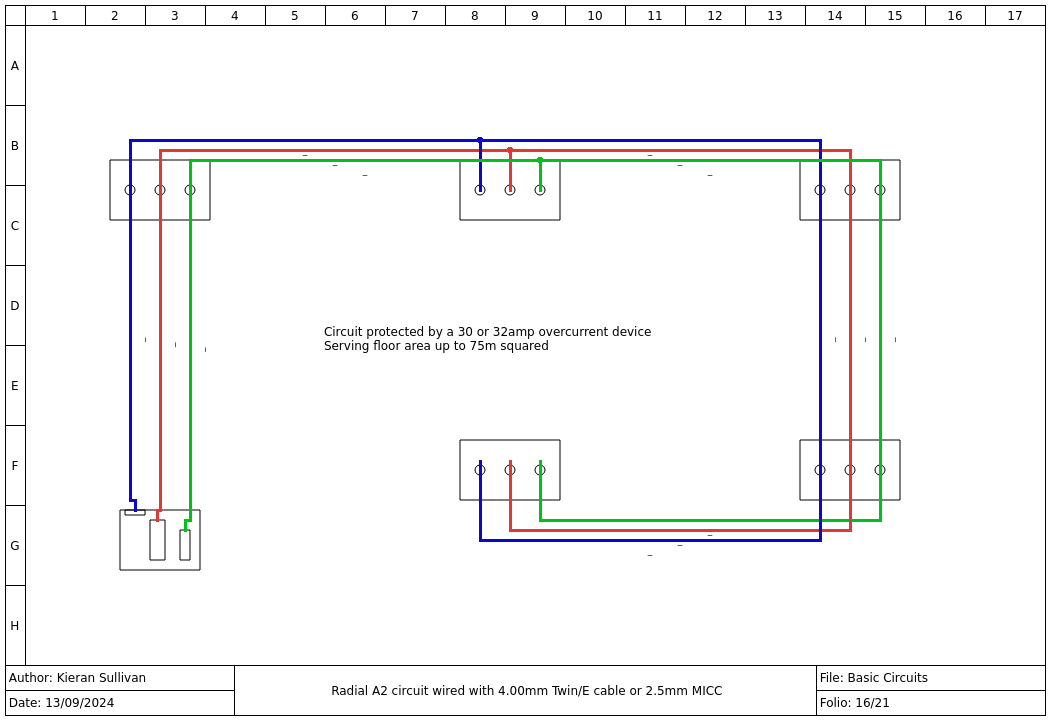 1 2 3 4 5 6 7 8 9 10 11 12 13 14 15 16 17
A
B
C
D
E
F
G
H
Circuit protected by a 30 or 32amp overcurrent device
Serving floor area up to 75m squared
Author: Kieran Sullivan
Date: 13/09/2024
Radial A2 circuit wired with 4.00mm Twin/E cable or 2.5mm MICC
File: Basic Circuits
Folio: 16/21